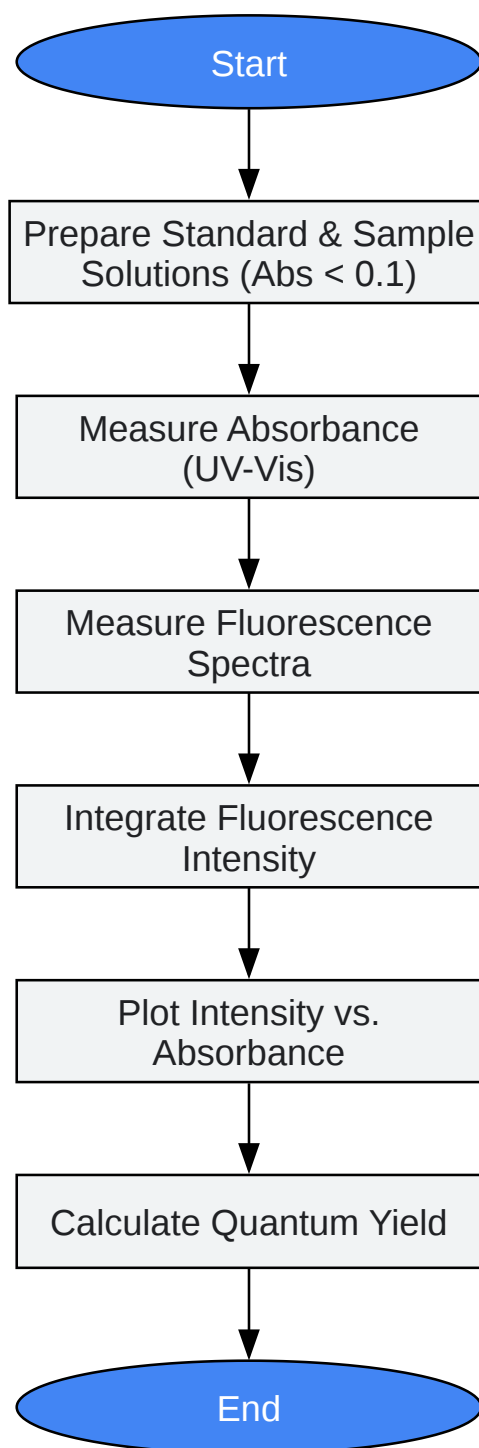 Start
Prepare Standard & Sample
Solutions (Abs < 0.1)
Measure Absorbance
(UV-Vis)
Measure Fluorescence
Spectra
Integrate Fluorescence
Intensity
Plot Intensity vs.
Absorbance
Calculate Quantum Yield
End